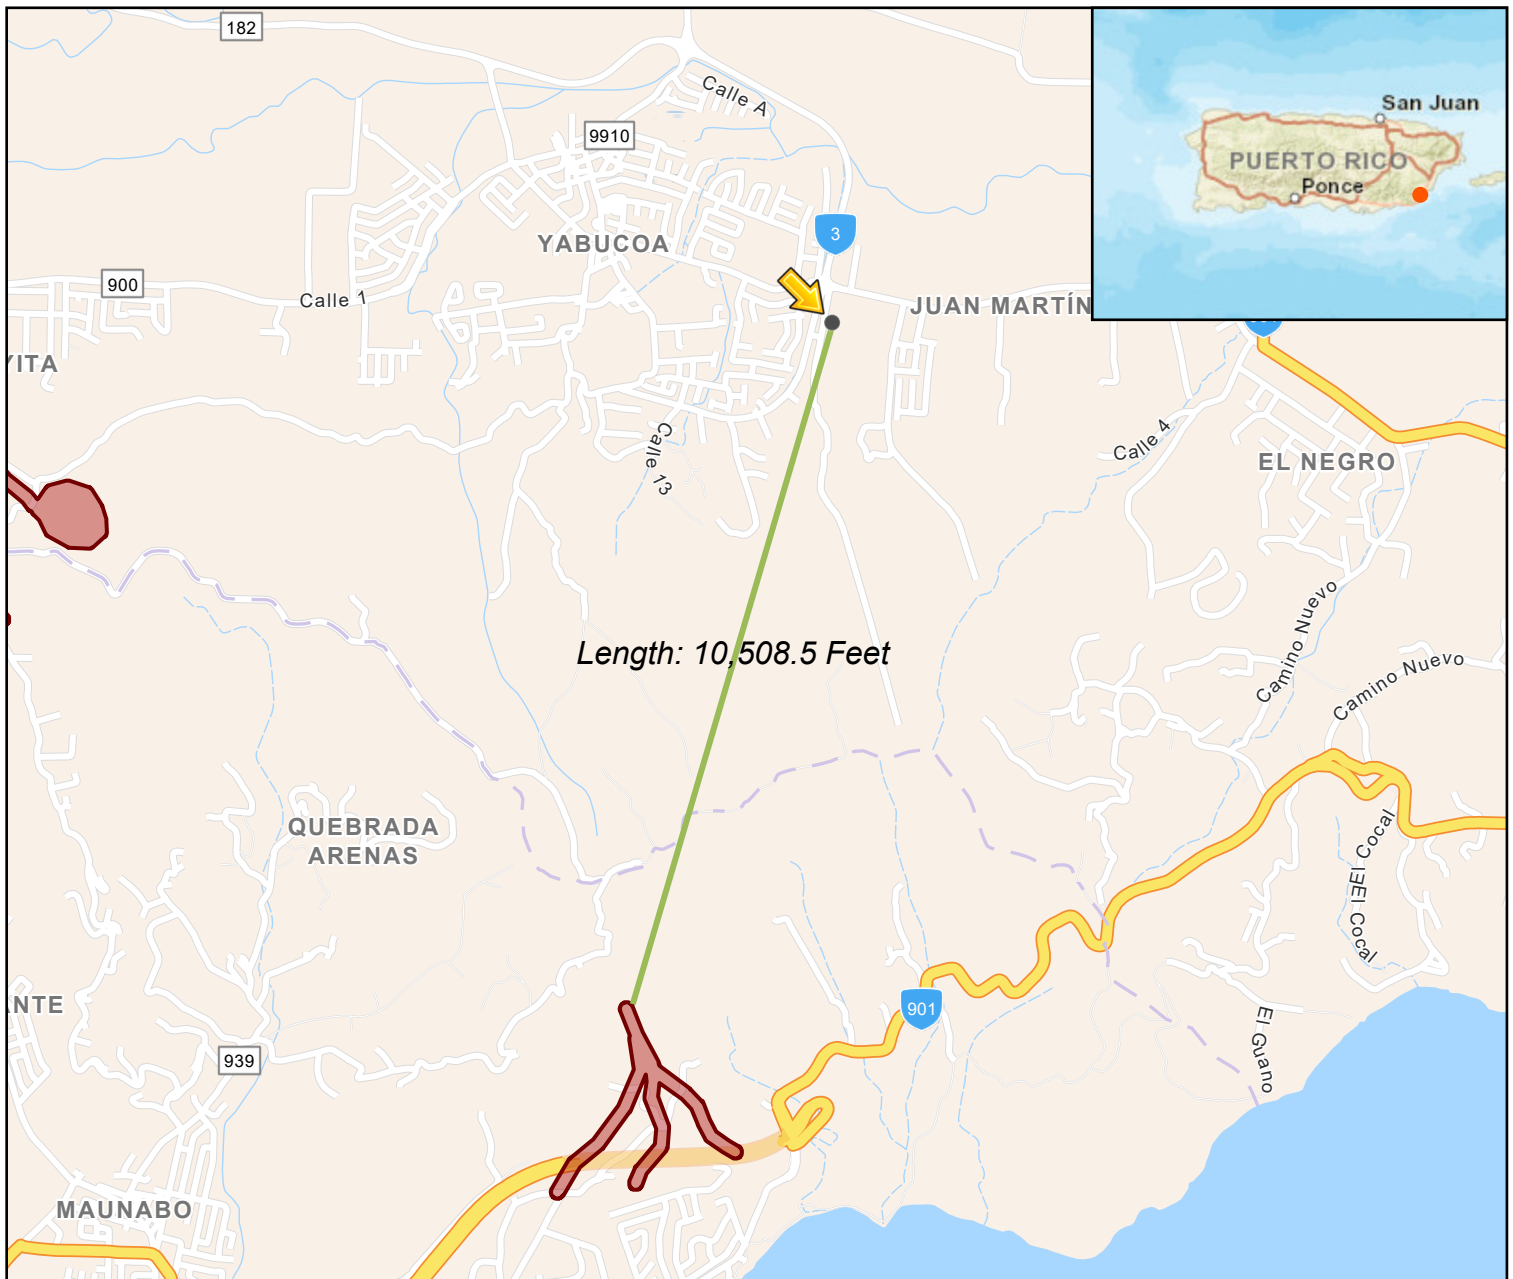 182
Calle A
San Juan
9910
PUERTO RICO
Ponce
3
YABUCOA
900
Calle 1
JUAN MARTÍN
YITA
Calle 13
Calle 4
EL NEGRO
Camino Nuevo
Length: 10,508.5 Feet
Camino Nuevo
QUEBRADA
ARENAS
El Cocal
El Cocal
NTE
901
939
El Guano
MAUNABO